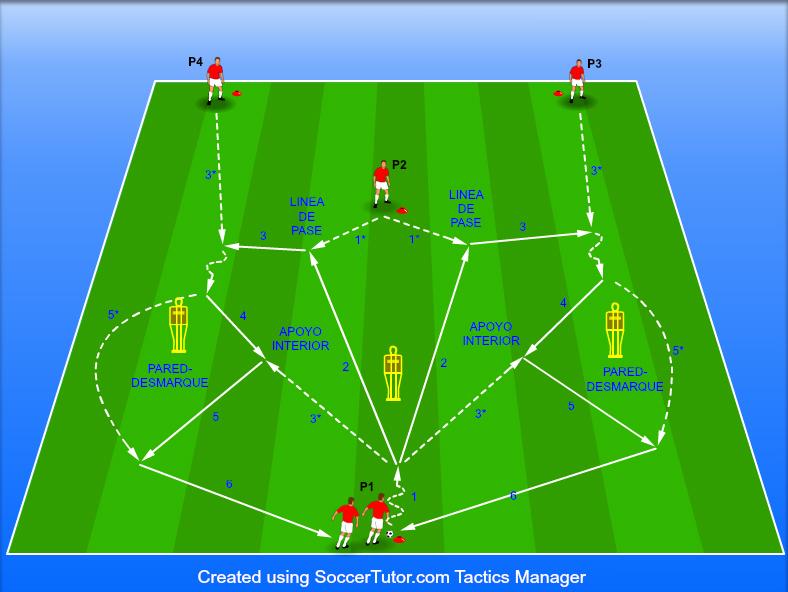 P4
P3
3*
3*
P2
LINEA
DE
PASE
LINEA
DE
PASE
3
1*
1*
3
5*
4
4
APOYO
INTERIOR
APOYO
INTERIOR
5*
PARED-
DESMARQUE
2
2
PARED-
DESMARQUE
5
3*
3*
5
6
P1
1
6
Created using SoccerTutor.com Tactics Manager